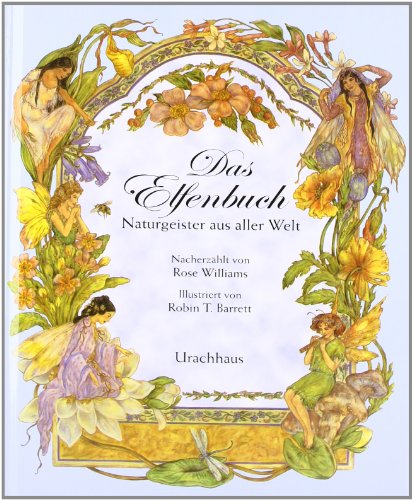 Das
Elfenbuch
Naturgeister aus aller Welt
Nacherzählt von
Rose Williams
Illustriert von
Robin T. Barrett
Urachhaus